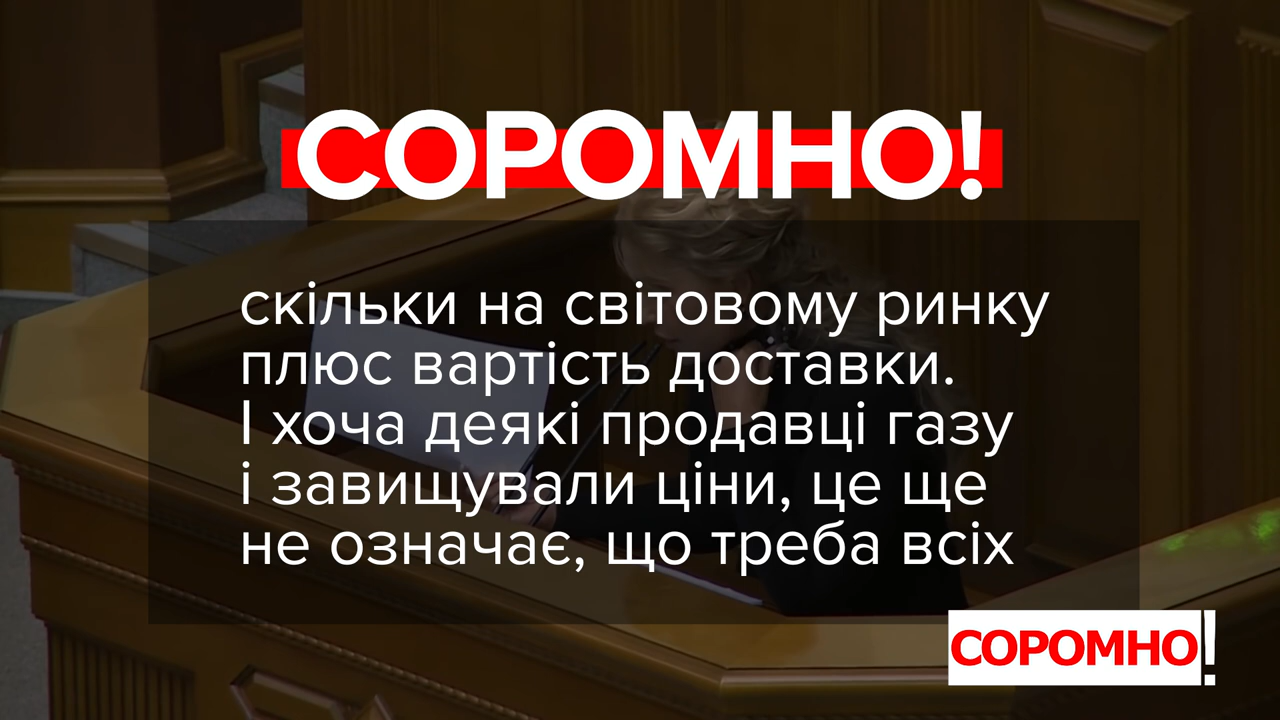 СОРОМНО!
скільки на світовому ринку
плюс вартість доставки.
І хоча деякі продавці газу
і завищували ціни, це ще
не означає, що треба всіх
СОРОМНО!